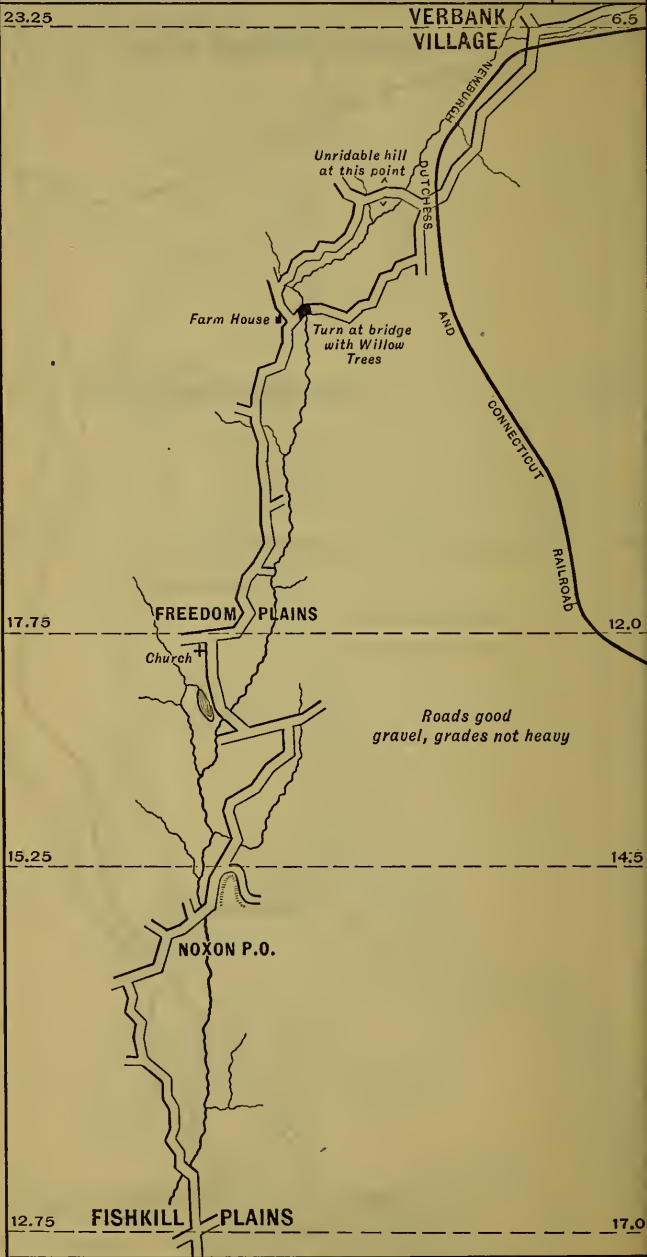 23.25
VERBANK
VILLAGE
6.5
NEWBURGH
DUTCHESS
AND
CONNECTICUT
RAILROAD
Unridable hill
at this point
Farm House
Turn at bridge
with Willow
Trees
17.75
FREEDOM PLAINS
12.0
Church
Roads good
gravel, grades not heavy
15.25
14.5
NOXON P.O.
12.75
FISHKILL PLAINS
17.0